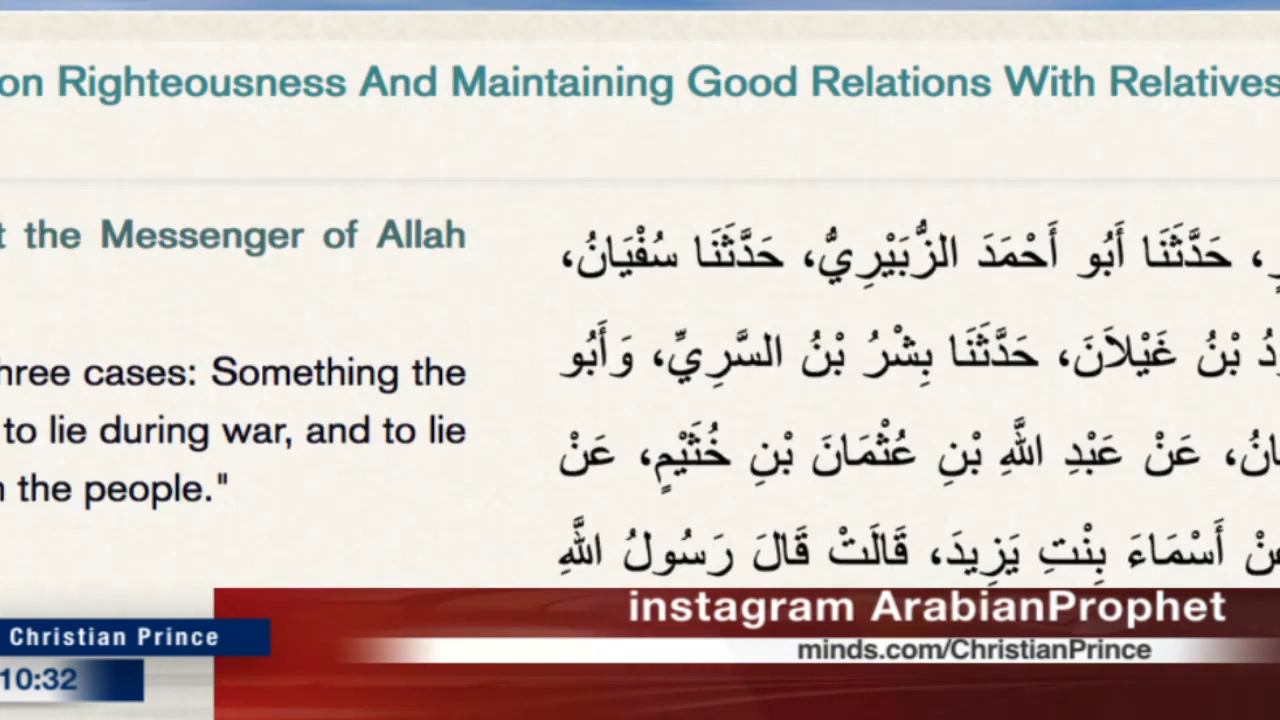 on Righteousness And Maintaining Good Relations With Relatives
the Messenger of Allah
three cases: Something the
to lie during war, and to lie
the people."
، حَدَّثَنَا أَبُو أَحْمَدَ الزُّبَيْرِيُّ، حَدَّثَنَا سُفْيَانُ،
بْنُ غَيْلاَنَ، حَدَّثَنَا بِشْرُ بْنُ السَّرِيِّ، وَأَبُو
، عَنْ عَبْدِ اللَّهِ بْنِ عُثْمَانَ بْنِ خُثَيْمٍ، عَنْ
أَسْمَاءَ بِنْتِ يَزِيدَ، قَالَتْ قَالَ رَسُولُ اللَّهِ
instagram ArabianProphet
Christian Prince
minds.com/ChristianPrince
10:32